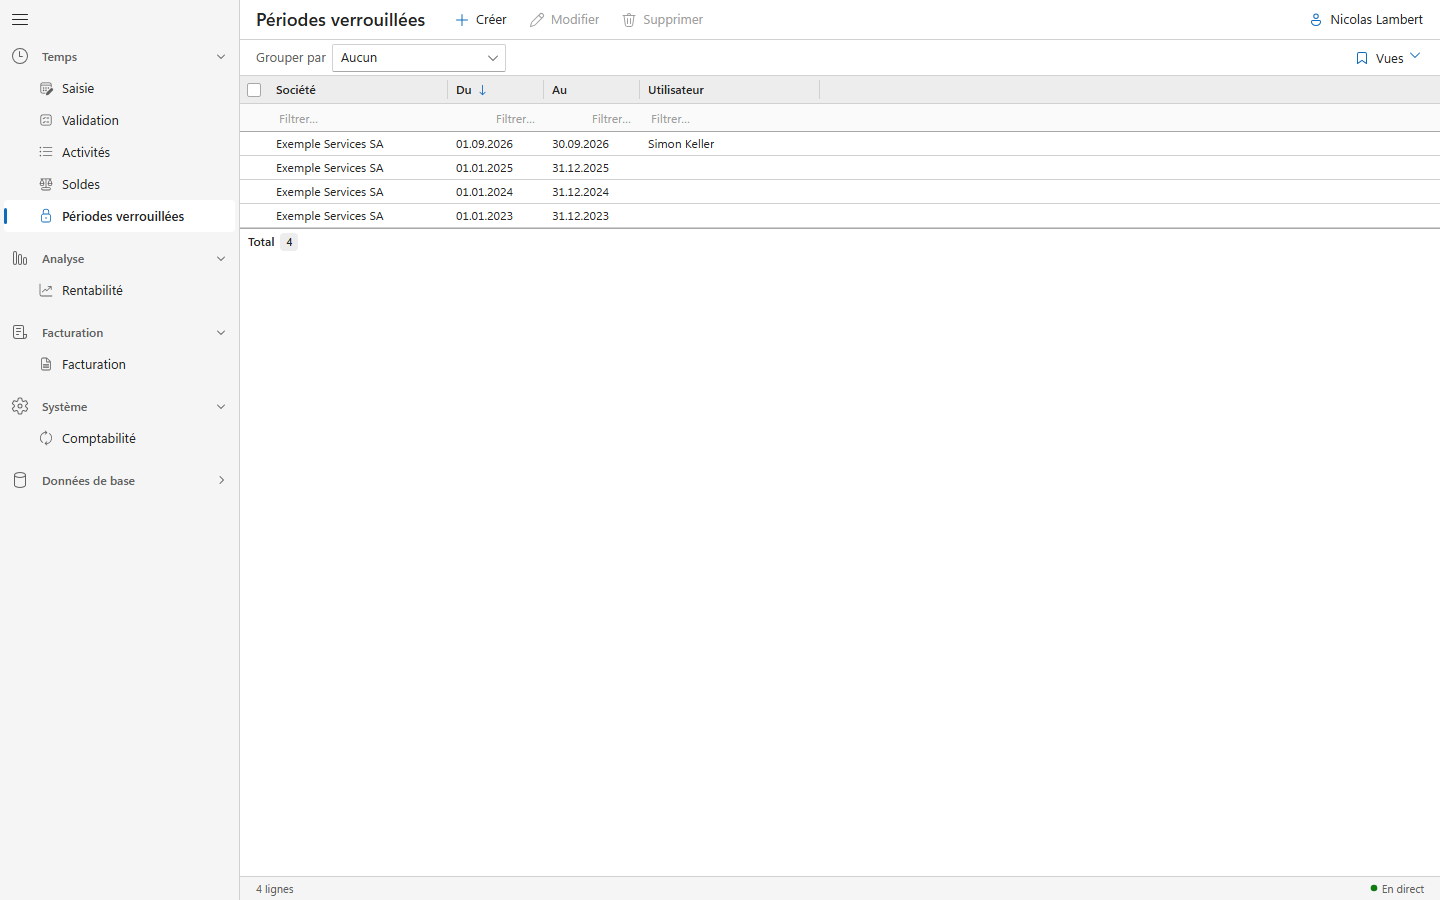 Périodes verrouillées
Créer
Modifier
Supprimer
Nicolas Lambert
Temps
Saisie
Validation
Activités
Soldes
Périodes verrouillées
Analyse
Rentabilité
Facturation
Facturation
Système
Comptabilité
Données de base
Grouper par
Aucun
Vues
Société Du Au Utilisateur
Filtrer... Filtrer... Filtrer... Filtrer...
Exemple Services SA 01.09.2026 30.09.2026 Simon Keller
Exemple Services SA 01.01.2025 31.12.2025
Exemple Services SA 01.01.2024 31.12.2024
Exemple Services SA 01.01.2023 31.12.2023
Total 4
4 lignes
En direct